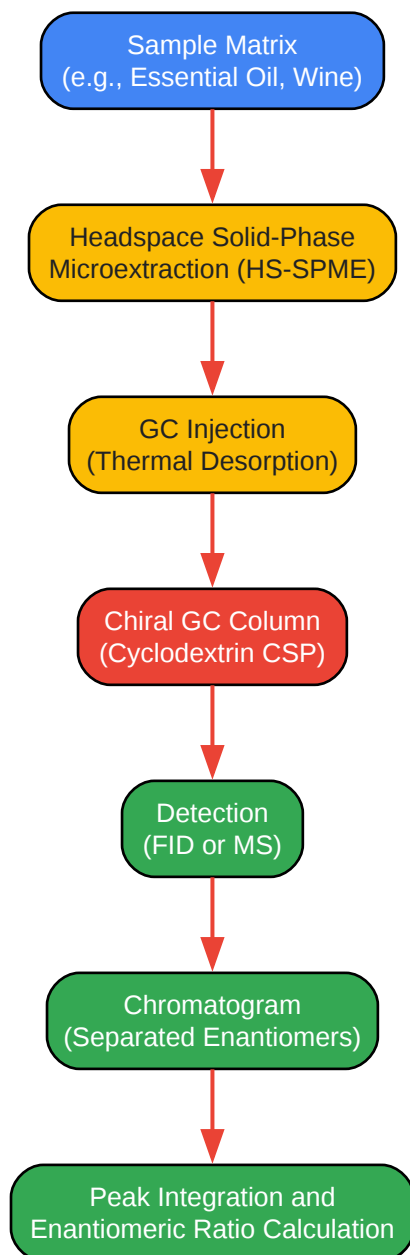 Sample Matrix
(e.g., Essential Oil, Wine)
Headspace Solid-Phase
Microextraction (HS-SPME)
GC Injection
(Thermal Desorption)
Chiral GC Column
(Cyclodextrin CSP)
Detection
(FID or MS)
Chromatogram
(Separated Enantiomers)
Peak Integration and
Enantiomeric Ratio Calculation